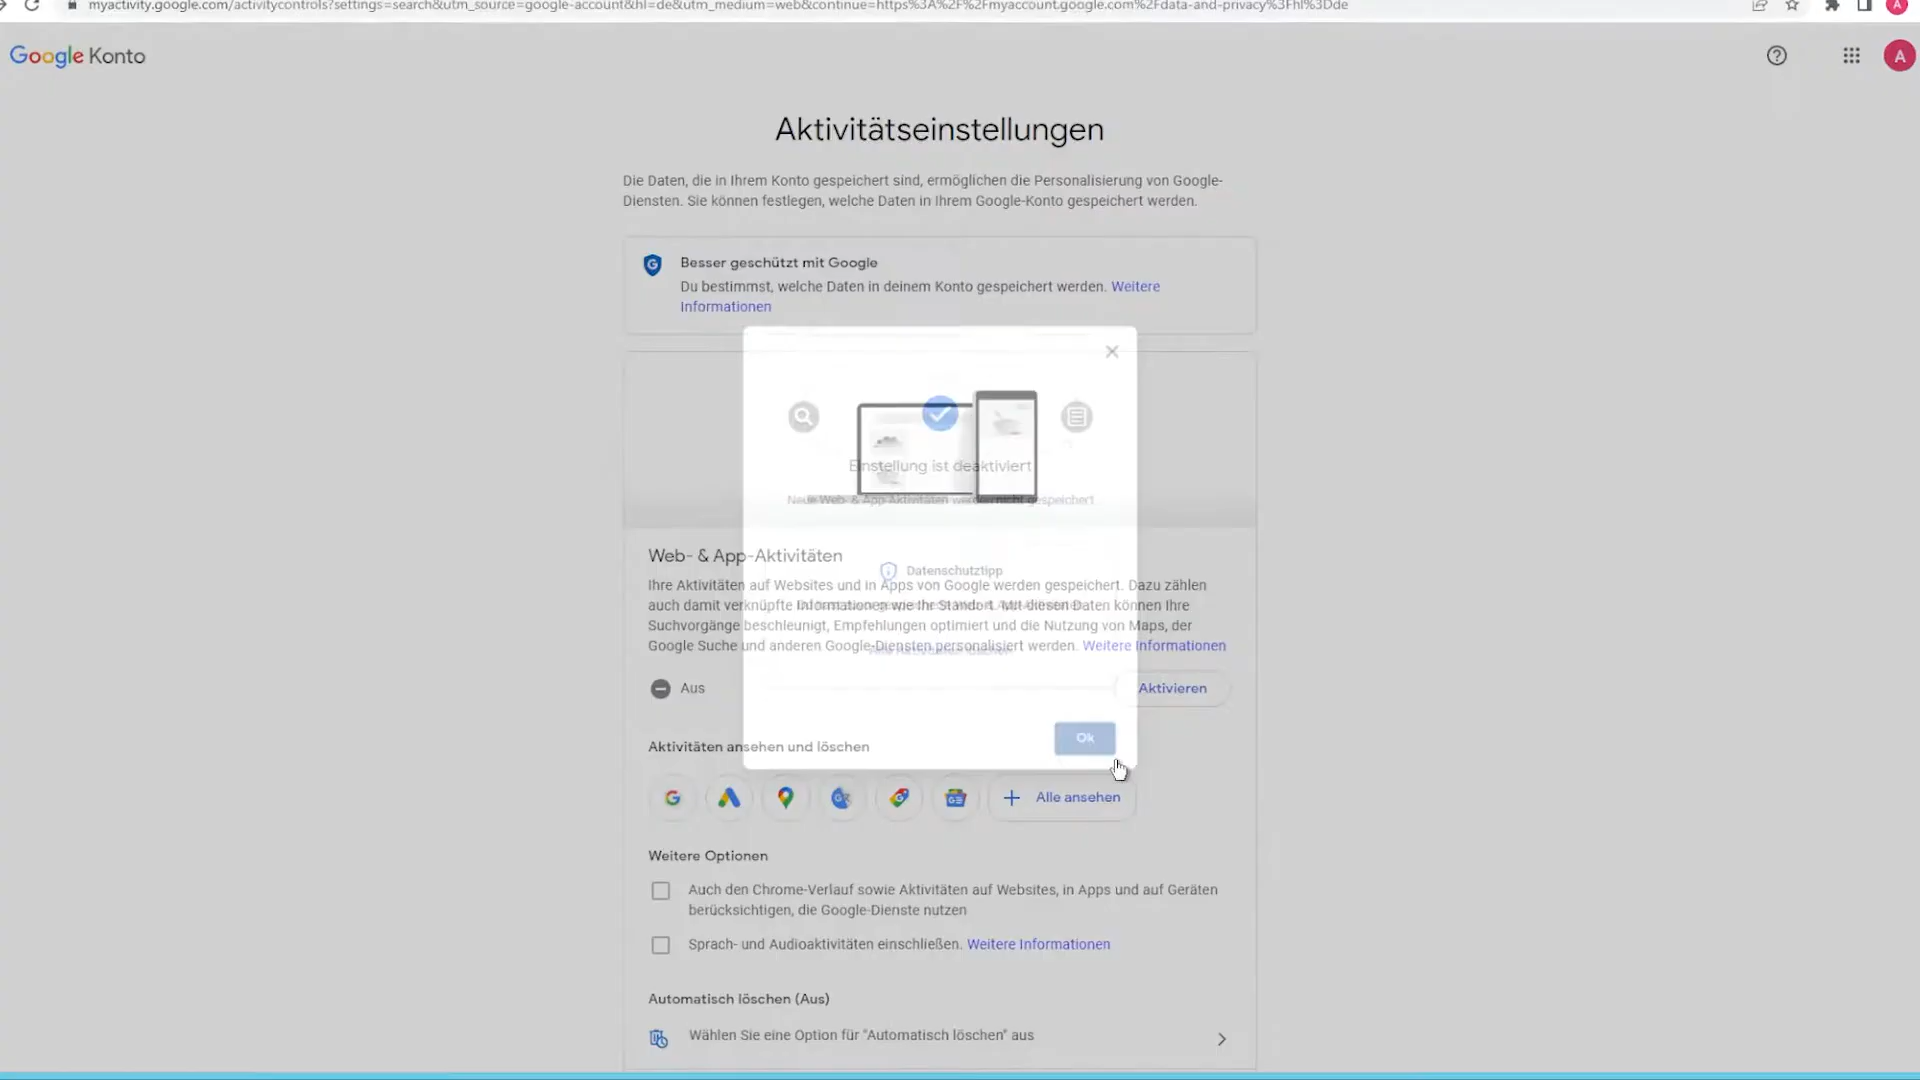 myactivity.google.com/activitycontrols?settings=search&utm_source=google-account&hl=de&utm_medium=web&continue=https%3A%2F%2Fmyaccount.google.com%2Fdata-and-privacy%3Fhl%3Dde
A
Google Konto
A
Aktivitätseinstellungen
Die Daten, die in Ihrem Konto gespeichert sind, ermöglichen die Personalisierung von Google-
Diensten. Sie können festlegen, welche Daten in Ihrem Google-Konto gespeichert werden.
Besser geschützt mit Google
Du bestimmst, welche Daten in deinem Konto gespeichert werden. Weitere
Informationen
Einstellung ist deaktiviert
Neue Web- & App-Aktivitäten werden nicht gespeichert
Web- & App-Aktivitäten
Datenschutztipp
Ihre Aktivitäten auf Websites und in Apps von Google werden gespeichert. Dazu zählen
auch damit verknüpfte Informationen wie Ihr Standort. Mit diesen Daten können Ihre
Suchvorgänge beschleunigt, Empfehlungen optimiert und die Nutzung von Maps, der
Google Suche und anderen Google-Diensten personalisiert werden. Weitere Informationen
Aus
Aktivieren
Ok
Aktivitäten ansehen und löschen
Alle ansehen
Weitere Optionen
Auch den Chrome-Verlauf sowie Aktivitäten auf Websites, in Apps und auf Geräten
berücksichtigen, die Google-Dienste nutzen
Sprach- und Audioaktivitäten einschließen. Weitere Informationen
Automatisch löschen (Aus)
Wählen Sie eine Option für "Automatisch löschen" aus